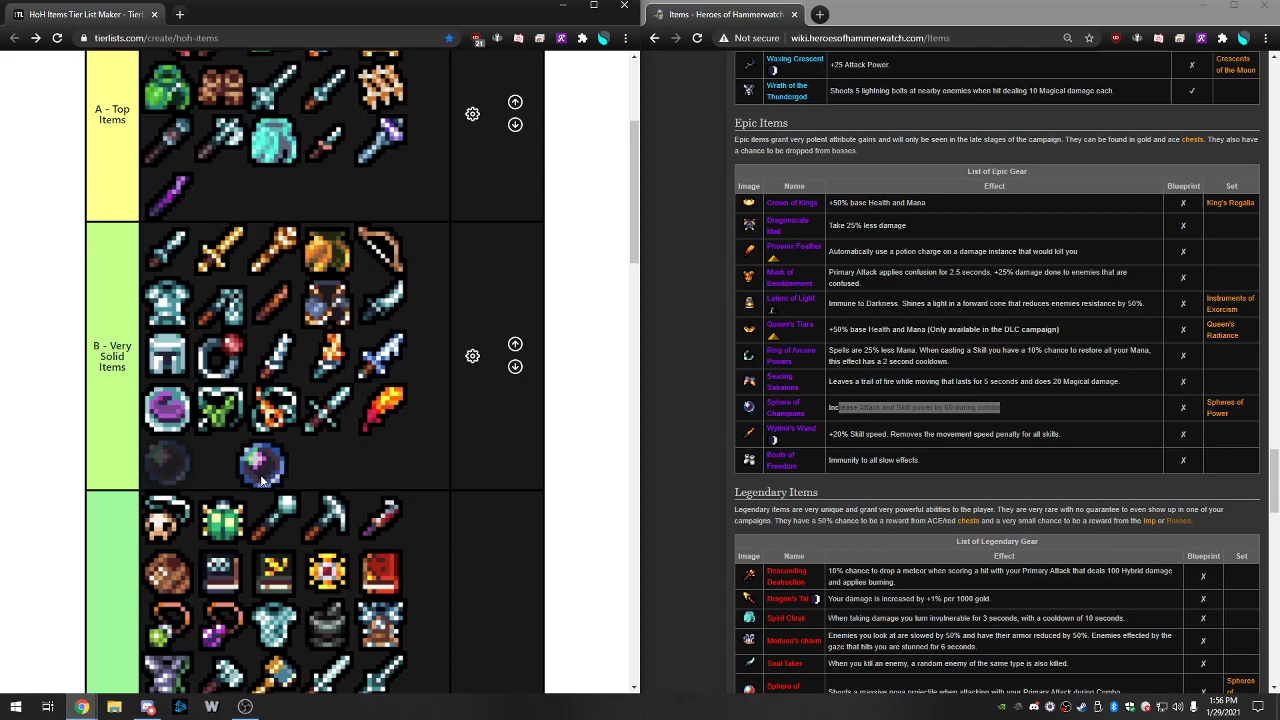 HoH Items Tier List Maker - TierLi
Items - Heroes of Hammerwatch
tierlists.com/create/hoh-items
21
Not secure
wiki.heroesofhammerwatch.com/Items
A - Top
Items
B - Very
Solid
Items
Waxing Crescent
+25 Attack Power.
✗
Crescents
of the Moon
Wrath of the
Thundergod
Shoots 5 lightning bolts at nearby enemies when hit dealing 10 Magical damage each.
✓
Epic Items
Epic items grant very potent attribute gains and will only be seen in the late stages of the campaign. They can be found in gold and ace chests. They also have
a chance to be dropped from bosses.
List of Epic Gear
Image Name Effect Blueprint Set
Crown of Kings
+50% base Health and Mana
✗
King's Regalia
Dragonscale
Mail
Take 25% less damage
✗
Phoenix Feather
Automatically use a potion charge on a damage instance that would kill you
✗
Mask of
Bewilderment
Primary Attack applies confusion for 2.5 seconds. +25% damage done to enemies that are
confused.
✗
Latern of Light
Immune to Darkness. Shines a light in a forward cone that reduces enemies resistance by 50%.
✗
Instruments of
Exorcism
Queen's Tiara
+50% base Health and Mana (Only available in the DLC campaign)
✗
Queen's
Radiance
Ring of Arcane
Powers
Spells are 25% less Mana. When casting a Skill you have a 10% chance to restore all your Mana,
this effect has a 2 second cooldown.
✗
Searing
Sabatons
Leaves a trail of fire while moving that lasts for 5 seconds and does 20 Magical damage.
✗
Sphere of
Champions
Increase Attack and Skill power by 60 during combo
✗
Spheres of
Power
Wylmir's Wand
+20% Skill speed. Removes the movement speed penalty for all skills.
✗
Boots of
Freedom
Immunity to all slow effects.
✗
Legendary Items
Legendary items are very unique and grant very powerful abilities to the player. They are very rare with no guarantee to even show up in one of your
campaigns. They have a 50% chance to be a reward from ACE/red chests and a very small chance to be a reward from the Imp or Bosses.
List of Legendary Gear
Image Name Effect Blueprint Set
Descending
Destruction
10% chance to drop a meteor when scoring a hit with your Primary Attack that deals 100 Hybrid damage
and applies burning.
✗
Dragon's Tal
Your damage is increased by +1% per 1000 gold.
✗
Spirit Cloak
When taking damage you turn invulnerable for 3 seconds, with a cooldown of 10 seconds.
✗
Medusa's charm
Enemies you look at are slowed by 50% and have their armor reduced by 50%. Enemies effected by the
gaze that hits you are stunned for 6 seconds.
✗
Soul Taker
When you kill an enemy, a random enemy of the same type is also killed.
✗
Sphere of
Shoots a massive nova projectile when attacking with your Primary Attack during Combo
Spheres
of
1:56 PM
1/29/2021